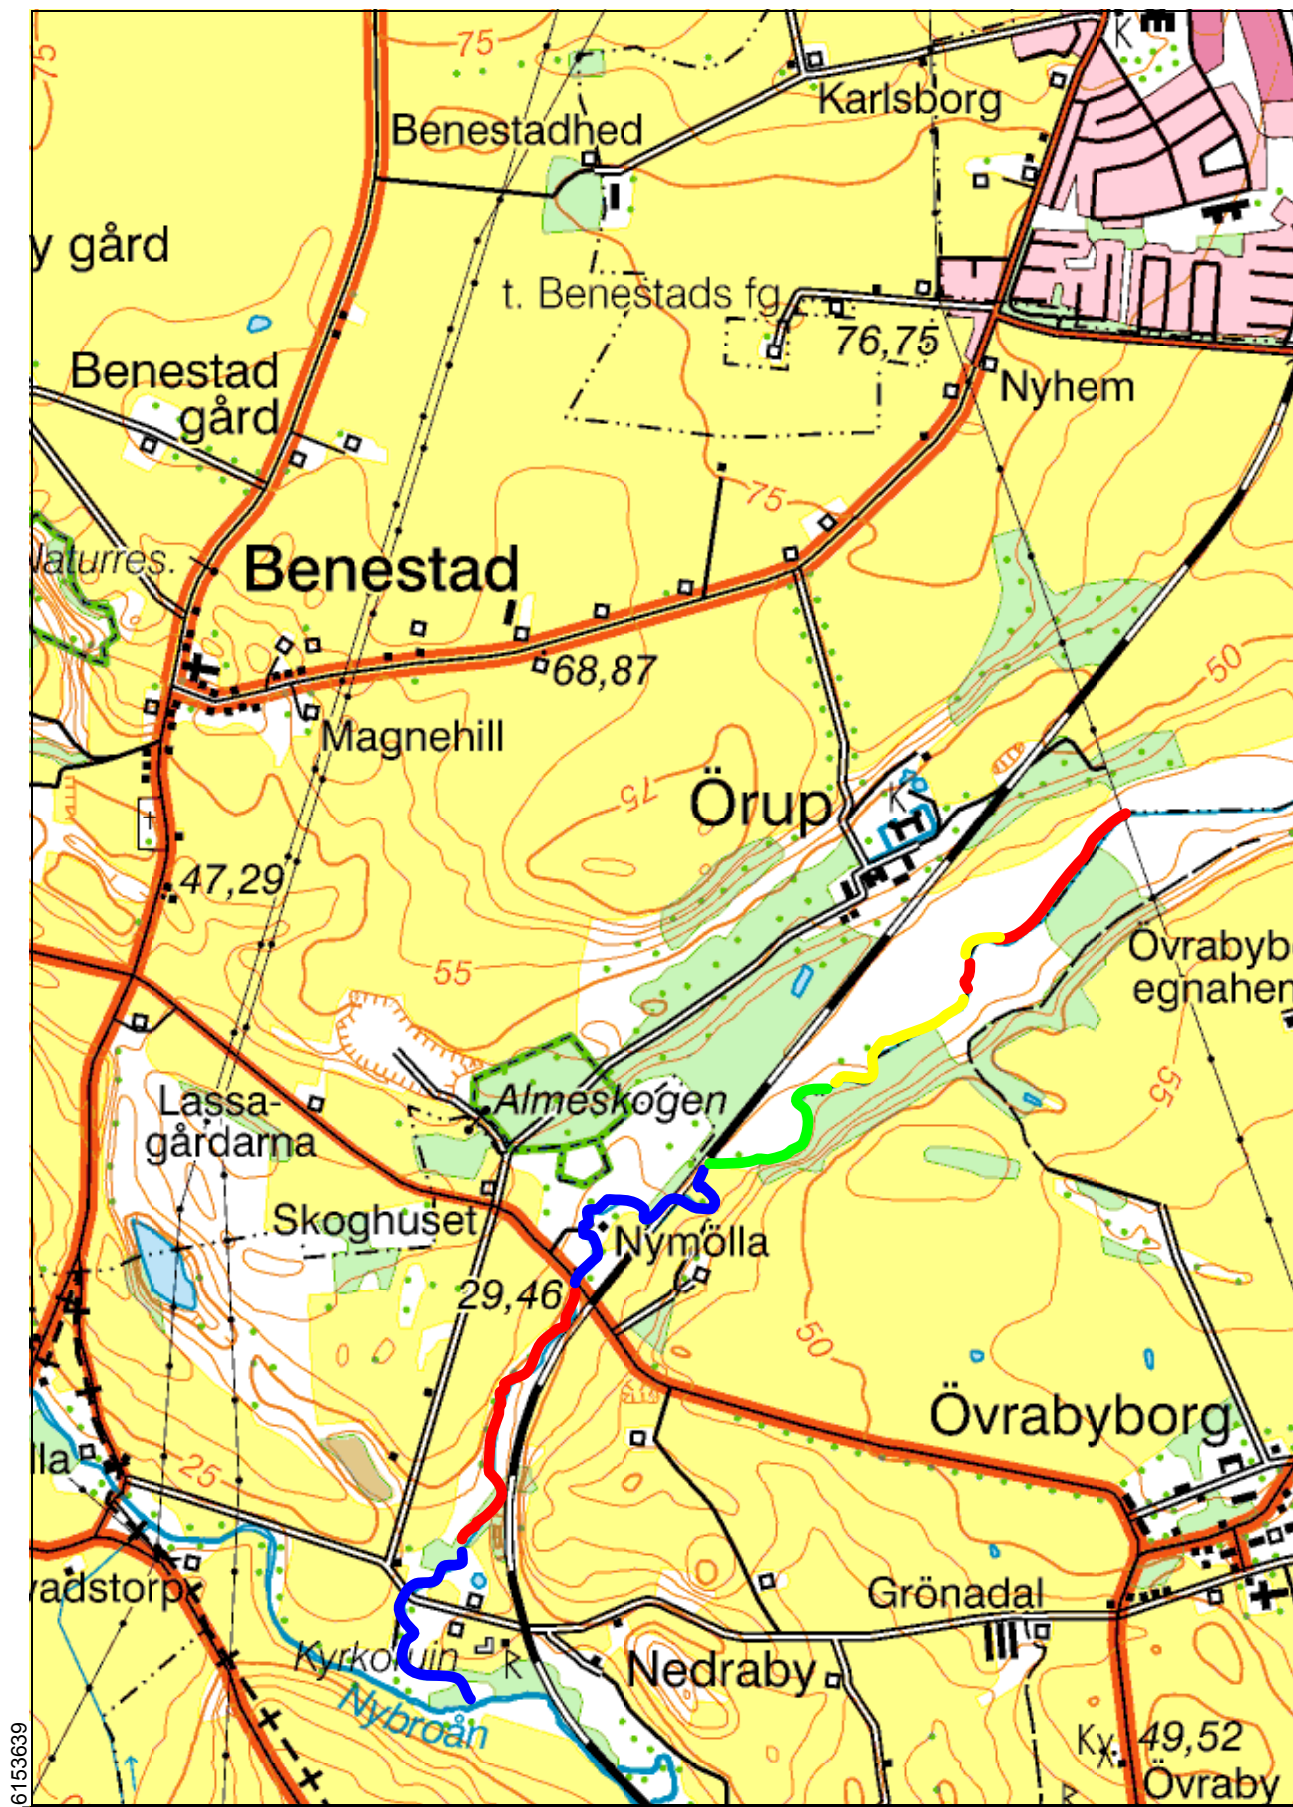 75
K
75
Karlsborg
Benestadhed
y gård
t. Benestads fg
76,75
Benestad
gård
Nyhem
75
Naturres.
Benestad
68,87
50
Magnehill
75
Örup
K
47,29
Övrabyb
egnahem
55
Almeskogen
55
Lassa-
gårdarna
Skoghuset
Nymölla
29,46
50
Övrabyborg
lla
25
vadstorp
Grönadal
Kyrkoruin
R
Nedraby
Nybroån
Kx
49,52
Övraby
R
6153639